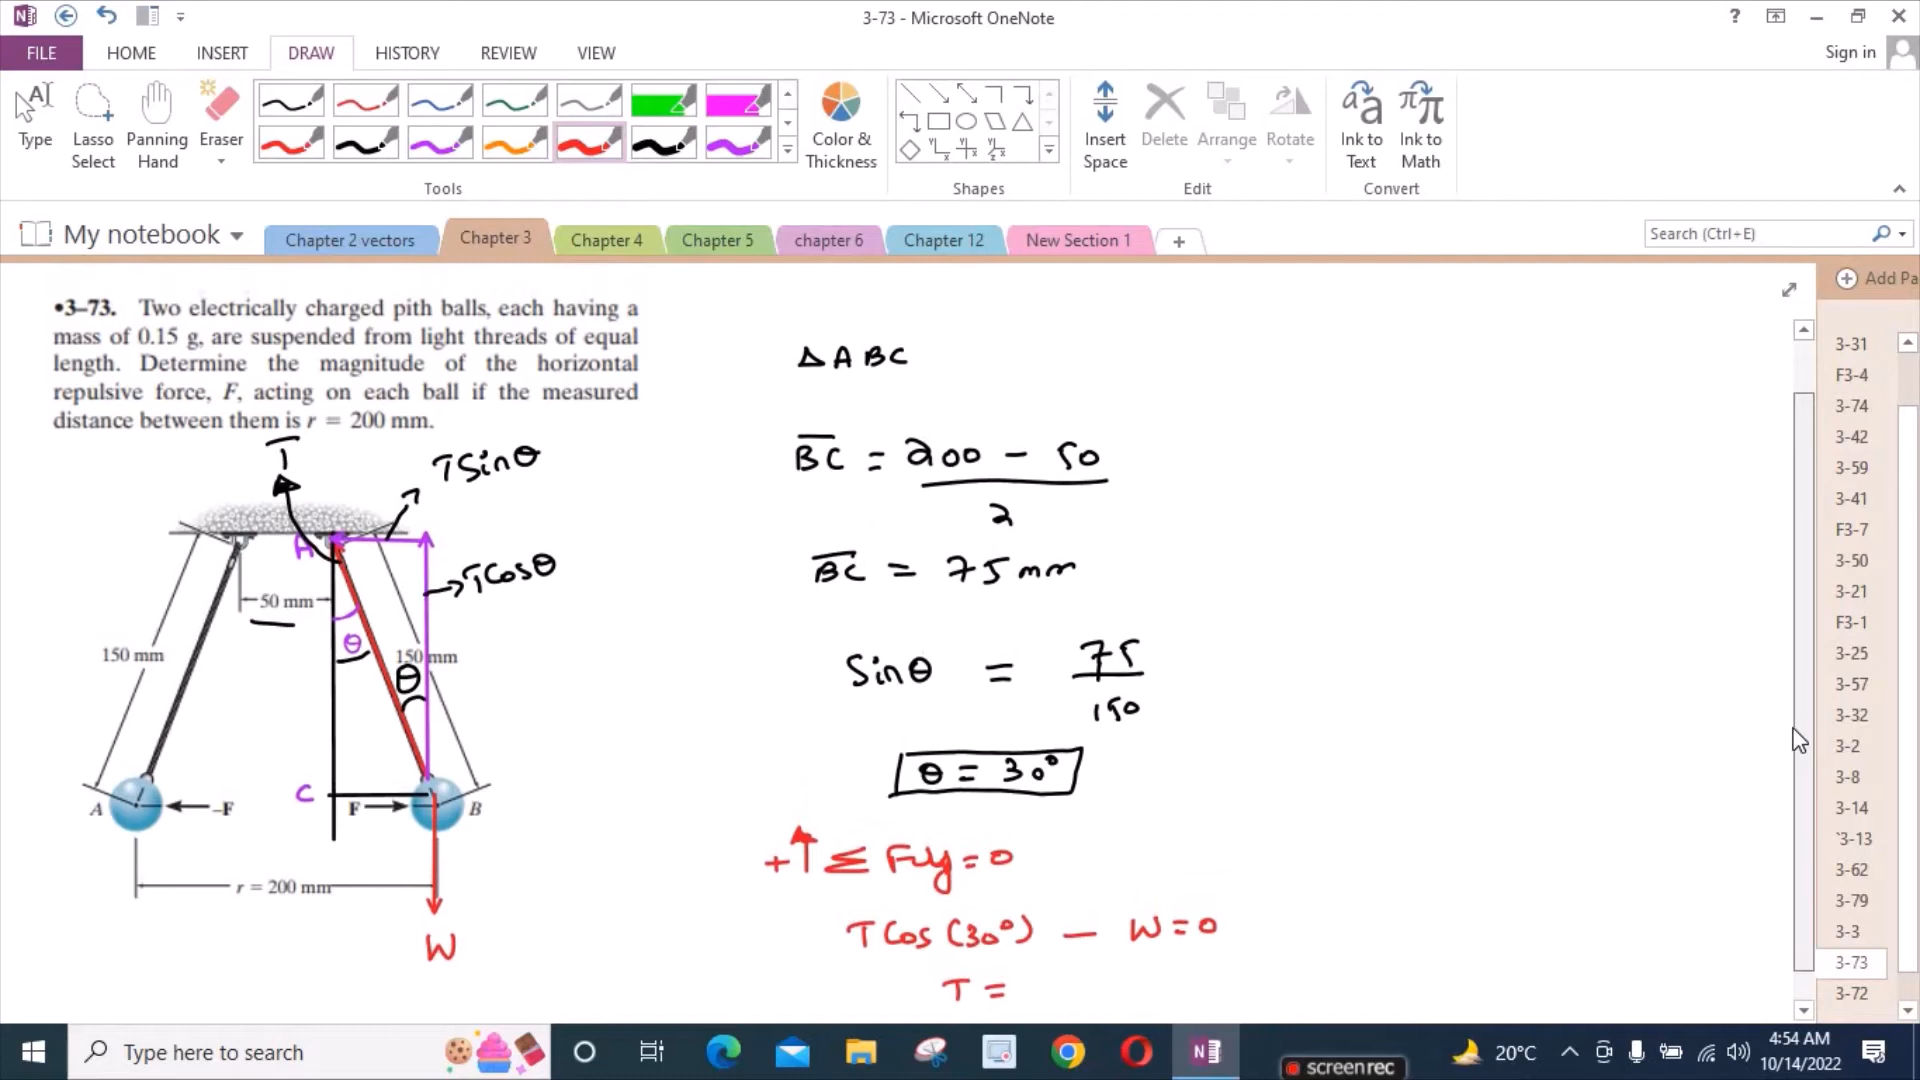 3-73 - Microsoft OneNote
FILE HOME INSERT DRAW HISTORY REVIEW VIEW
Sign in
Type
Lasso Select
Panning Hand
Eraser
Color & Thickness
Insert Space
Delete
Arrange
Rotate
Ink to Text
Ink to Math
Tools
Shapes
Edit
Convert
My notebook
Chapter 2 vectors
Chapter 3
Chapter 4
Chapter 5
chapter 6
Chapter 12
New Section 1
Search (Ctrl+E)
Add Pa
•3–73. Two electrically charged pith balls, each having a
mass of 0.15 g, are suspended from light threads of equal
length. Determine the magnitude of the horizontal
repulsive force, F, acting on each ball if the measured
distance between them is r = 200 mm.
T
TSinθ
A
TCosθ
50 mm
θ
150 mm
150 mm
θ
C
A
–F
F
B
r = 200 mm
W
Δ ABC
BC = 200 - 50
2
BC = 75 mm
Sinθ = 75
150
θ = 30°
+↑ Σ Fy = 0
T Cos (30°) — W = 0
T =
3-31
F3-4
3-74
3-42
3-59
3-41
F3-7
3-50
3-21
F3-1
3-25
3-57
3-32
3-2
3-8
3-14
`3-13
3-62
3-79
3-3
3-73
3-72
Type here to search
screenrec
20°C
4:54 AM
10/14/2022